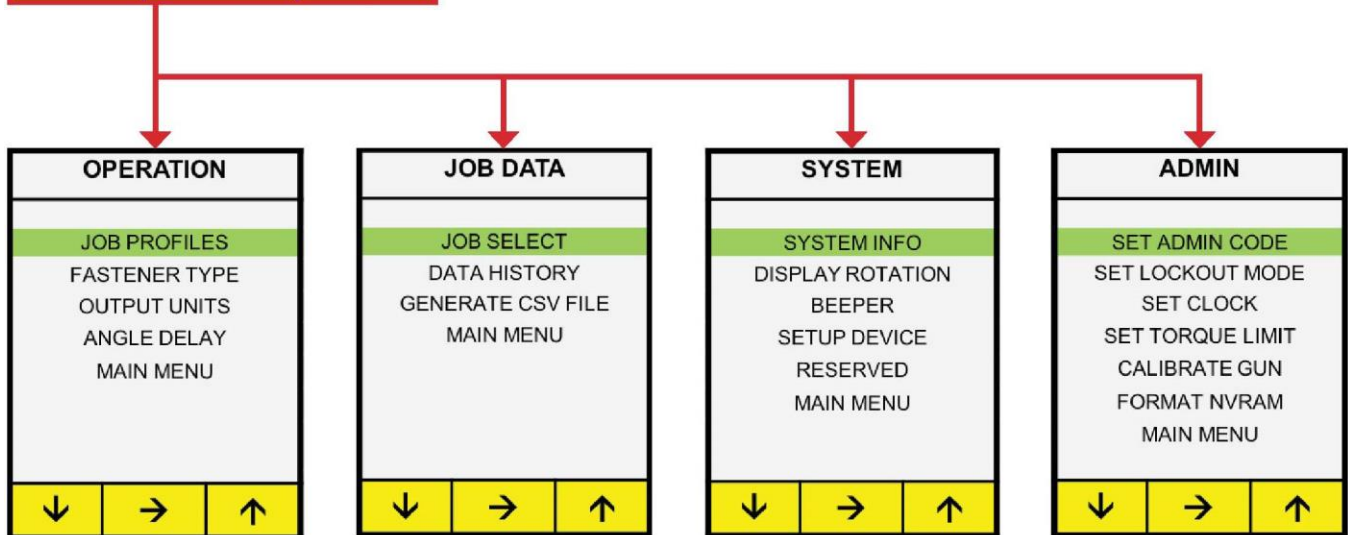 OPERATION
JOB PROFILES
FASTENER TYPE
OUTPUT UNITS
ANGLE DELAY
MAIN MENU
JOB DATA
JOB SELECT
DATA HISTORY
GENERATE CSV FILE
MAIN MENU
SYSTEM
SYSTEM INFO
DISPLAY ROTATION
BEEPER
SETUP DEVICE
RESERVED
MAIN MENU
ADMIN
SET ADMIN CODE
SET LOCKOUT MODE
SET CLOCK
SET TORQUE LIMIT
CALIBRATE GUN
FORMAT NVRAM
MAIN MENU